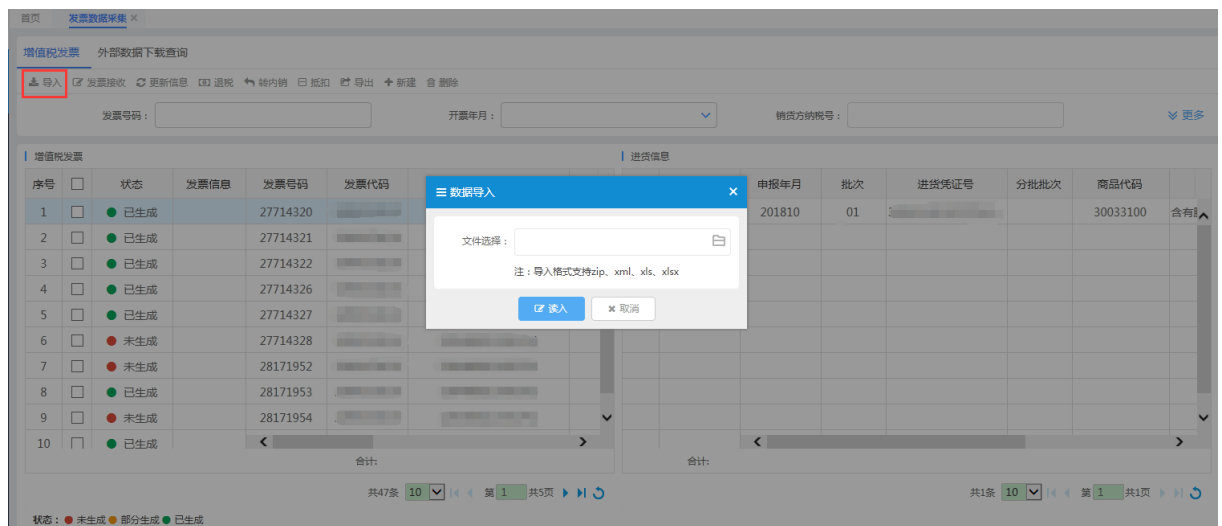 首页 发票数据采集 ×
增值税发票 外部数据下载查询
导入 发票接收 更新信息 退税 转内销 抵扣 导出 新建 删除
发票号码： 开票年月： 销货方纳税号： 更多
增值税发票 进货信息
序号 状态 发票信息 发票号码 发票代码 申报年月 批次 进货凭证号 分批批次 商品代码
数据导入 ×
文件选择：
注：导入格式支持zip、xml、xls、xlsx
读入 取消
1 已生成 27714320 201810 01 30033100
2 已生成 27714321
3 已生成 27714322
4 已生成 27714326
5 已生成 27714327
6 未生成 27714328
7 未生成 28171952
8 已生成 28171953
9 未生成 28171954
10 已生成
合计: 合计:
共47条 10 第 1 共5页 共1条 10 第 1 共1页
状态： 未生成 部分生成 已生成